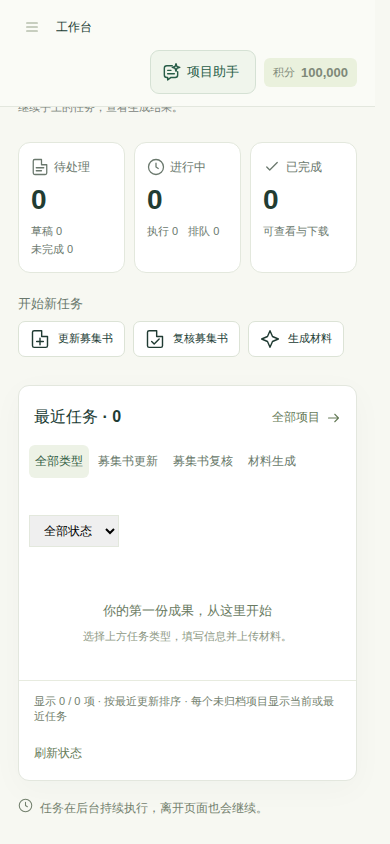 工作台
项目助手
积分 100,000
继续手上的任务，查看生成结果。
待处理
0
草稿 0
未完成 0
进行中
0
执行 0 排队 0
已完成
0
可查看与下载
开始新任务
更新募集书
复核募集书
生成材料
最近任务 · 0
全部项目
全部类型 募集书更新 募集书复核 材料生成
全部状态
你的第一份成果，从这里开始
选择上方任务类型，填写信息并上传材料。
显示 0 / 0 项 · 按最近更新排序 · 每个未归档项目显示当前或最
近任务
刷新状态
任务在后台持续执行，离开页面也会继续。